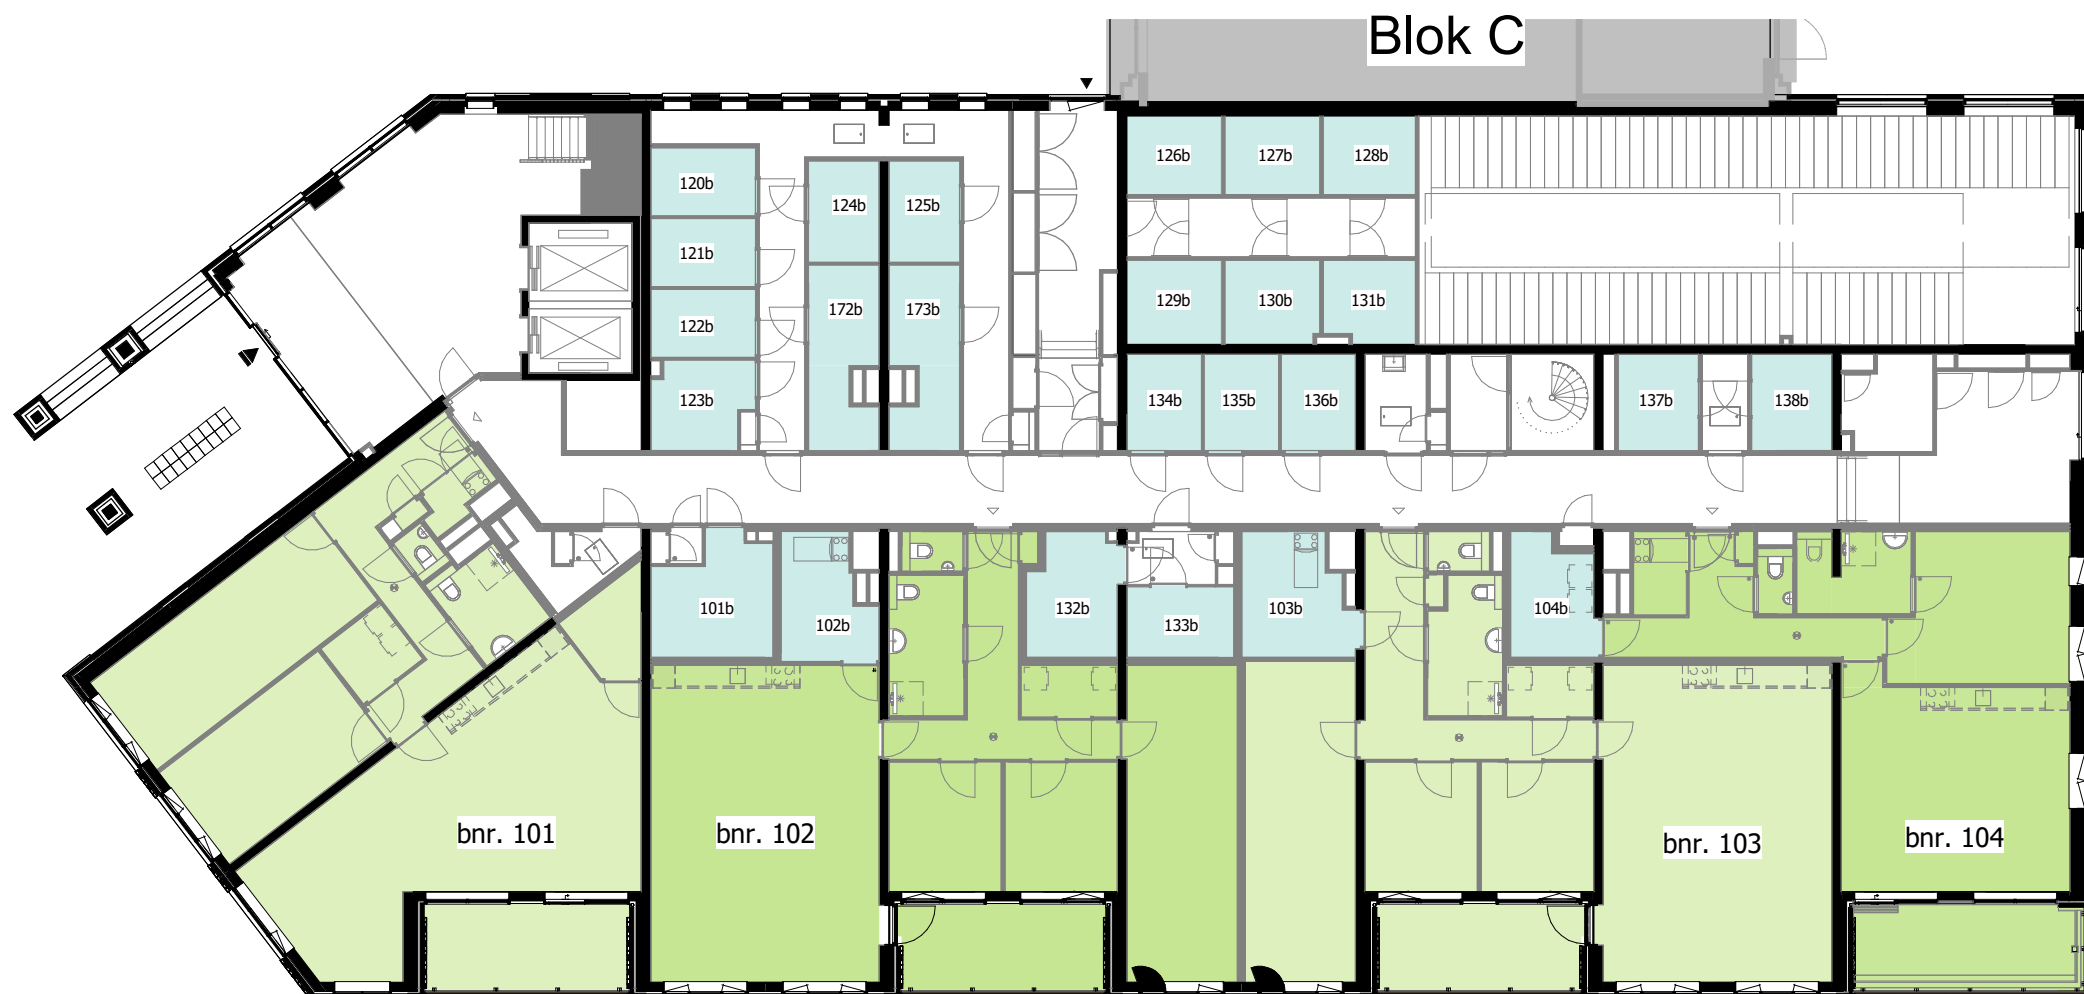 Blok C
126b 127b 128b
120b 124b 125b
121b
129b 130b 131b
122b 172b 173b
123b 134b 135b 136b 137b 138b
101b 102b 132b 133b 103b 104b
bnr. 101 bnr. 102 bnr. 103 bnr. 104